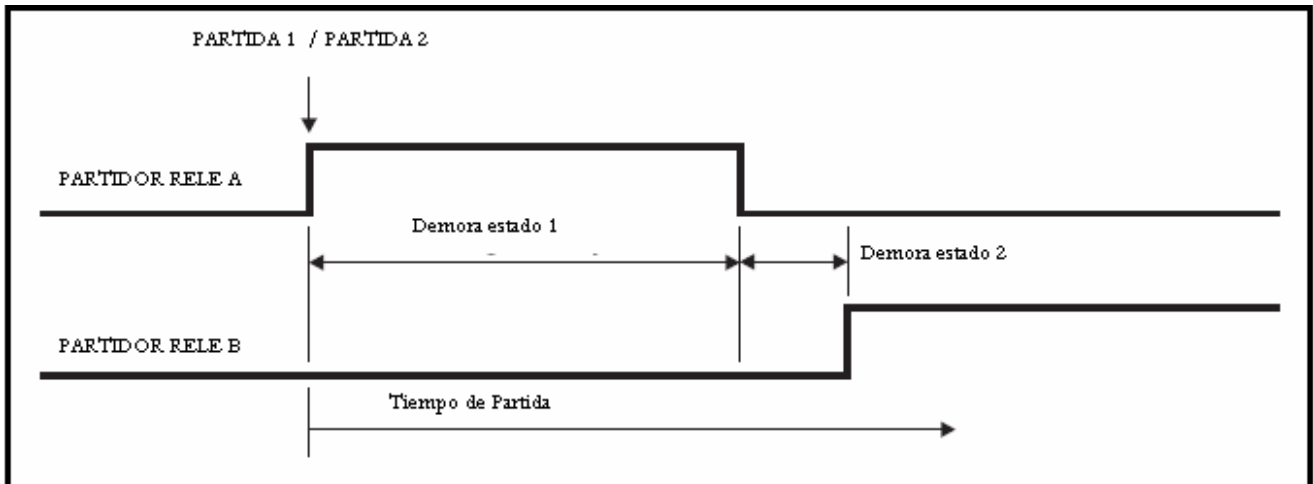 PARTIDA 1 / PARTIDA 2
PARTIDOR RELE A
Demora estado 1
Demora estado 2
PARTIDOR RELE B
Tiempo de Partida